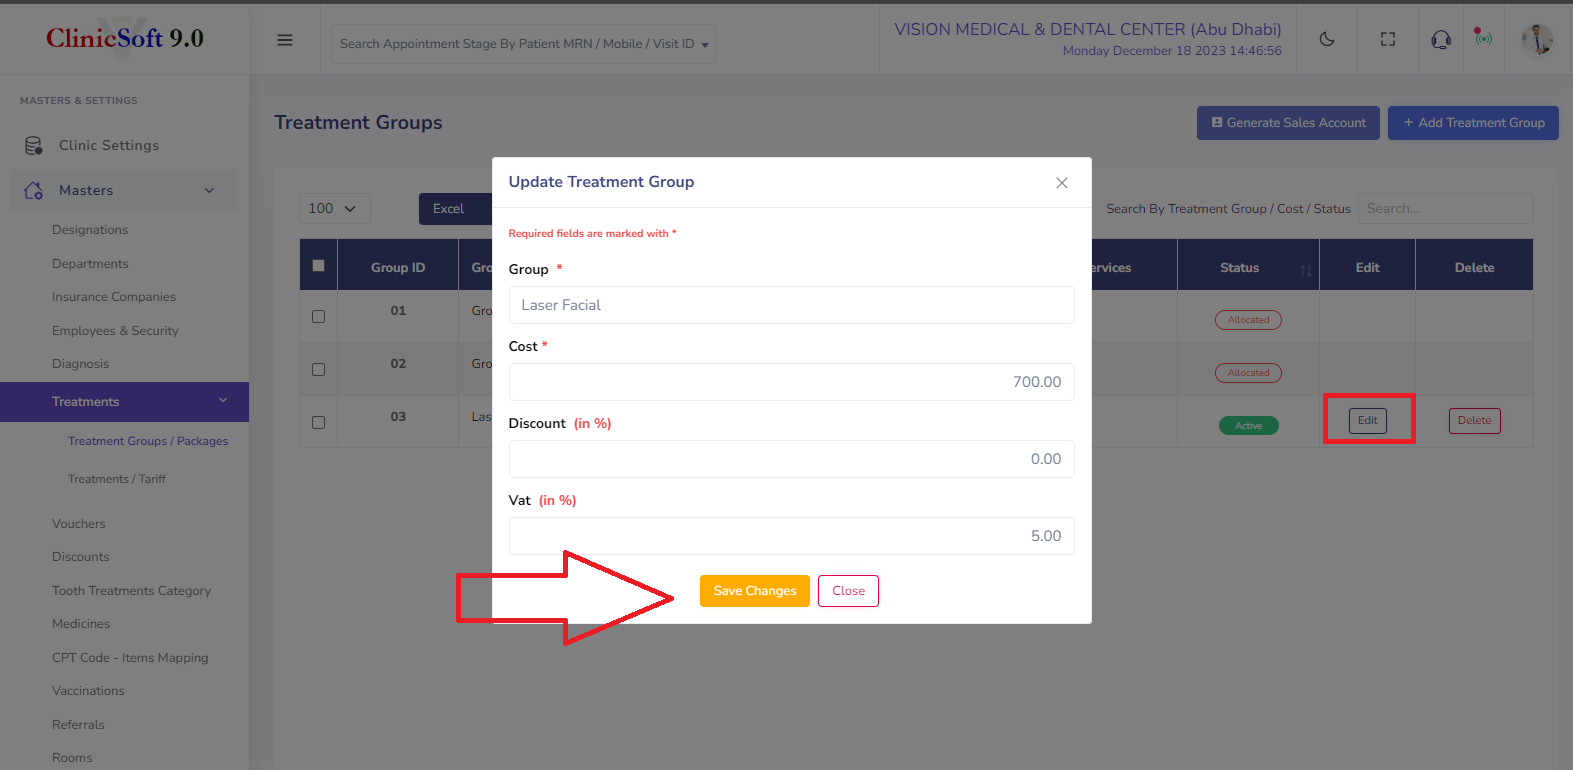 ClinicSoft 9.0
Search Appointment Stage By Patient MRN / Mobile / Visit ID
VISION MEDICAL & DENTAL CENTER (Abu Dhabi)
Monday December 18 2023 14:46:56
MASTERS & SETTINGS
Clinic Settings
Masters
Designations
Departments
Insurance Companies
Employees & Security
Diagnosis
Treatments
Treatment Groups / Packages
Treatments / Tariff
Vouchers
Discounts
Tooth Treatments Category
Medicines
CPT Code - Items Mapping
Vaccinations
Referrals
Rooms
Treatment Groups
Generate Sales Account
+ Add Treatment Group
100
Excel
Search By Treatment Group / Cost / Status
Search...
Group ID
Gro
ervices
Status
Edit
Delete
01
Gro
Allocated
02
Gro
Allocated
03
Las
Active
Edit
Delete
Update Treatment Group
Required fields are marked with *
Group *
Laser Facial
Cost *
700.00
Discount (in %)
0.00
Vat (in %)
5.00
Save Changes
Close